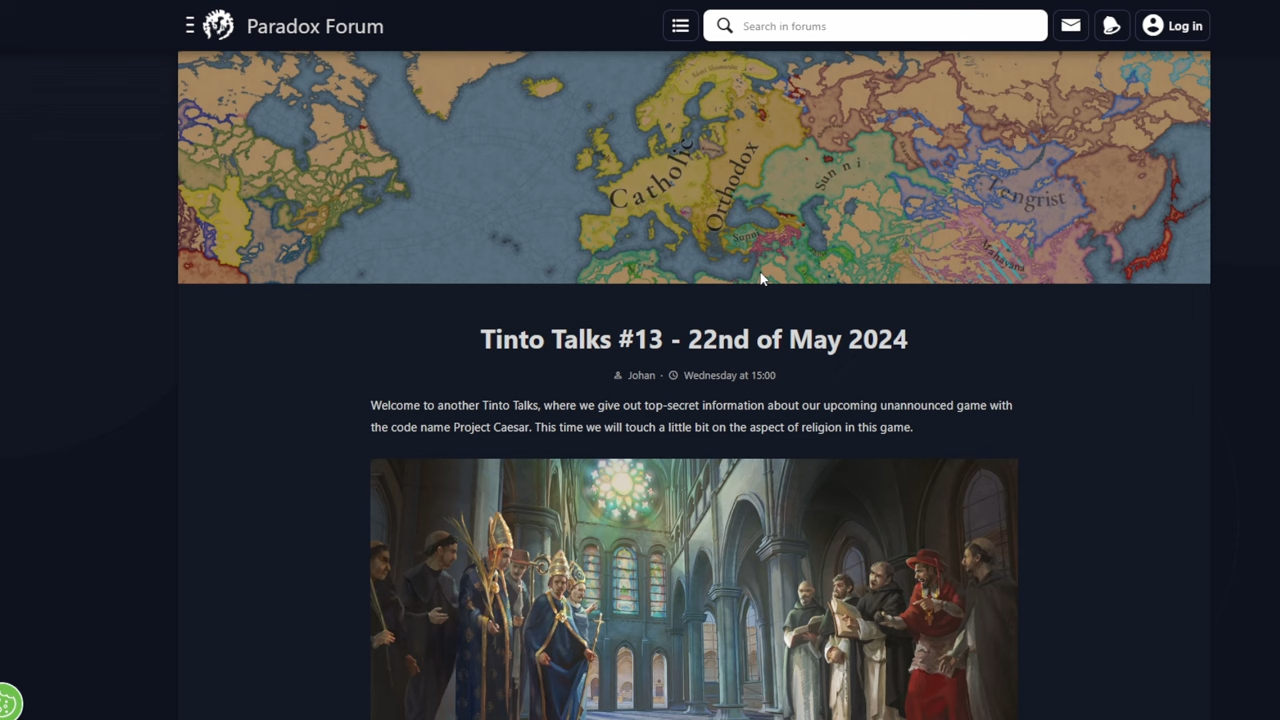 Paradox Forum
Search in forums
Log in
Catholic
Orthodox
Sunni
Tengrist
Mahayana
Sunni
Tinto Talks #13 - 22nd of May 2024
Johan · Wednesday at 15:00
Welcome to another Tinto Talks, where we give out top-secret information about our upcoming unannounced game with
the code name Project Caesar. This time we will touch a little bit on the aspect of religion in this game.